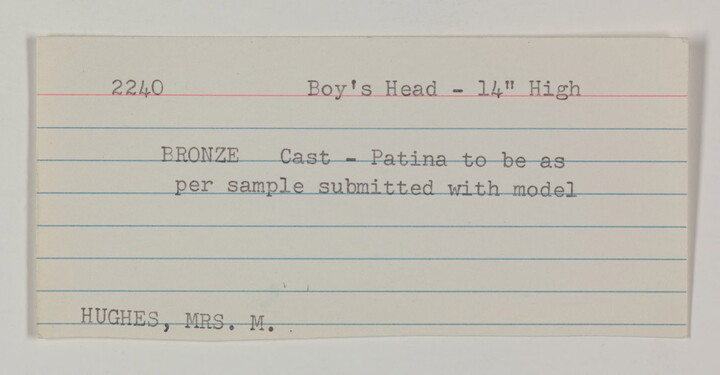 2240 Boy's Head - 14" High
BRONZE Cast - Patina to be as
per sample submitted with model
HUGHES, MRS. M.